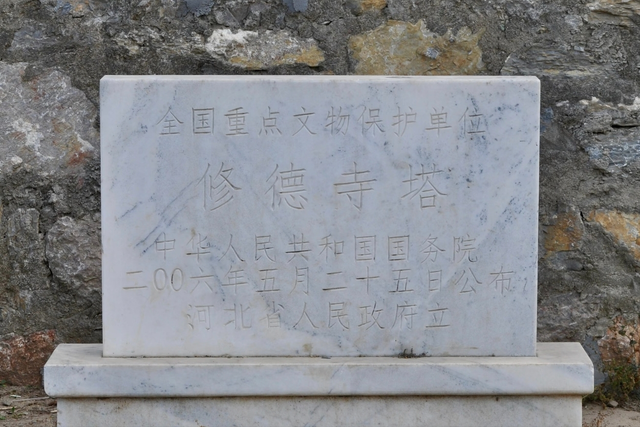 全国重点文物保护单位
修德寺塔
中华人民共和国国务院
二00六年五月二十五日公布
河北省人民政府立